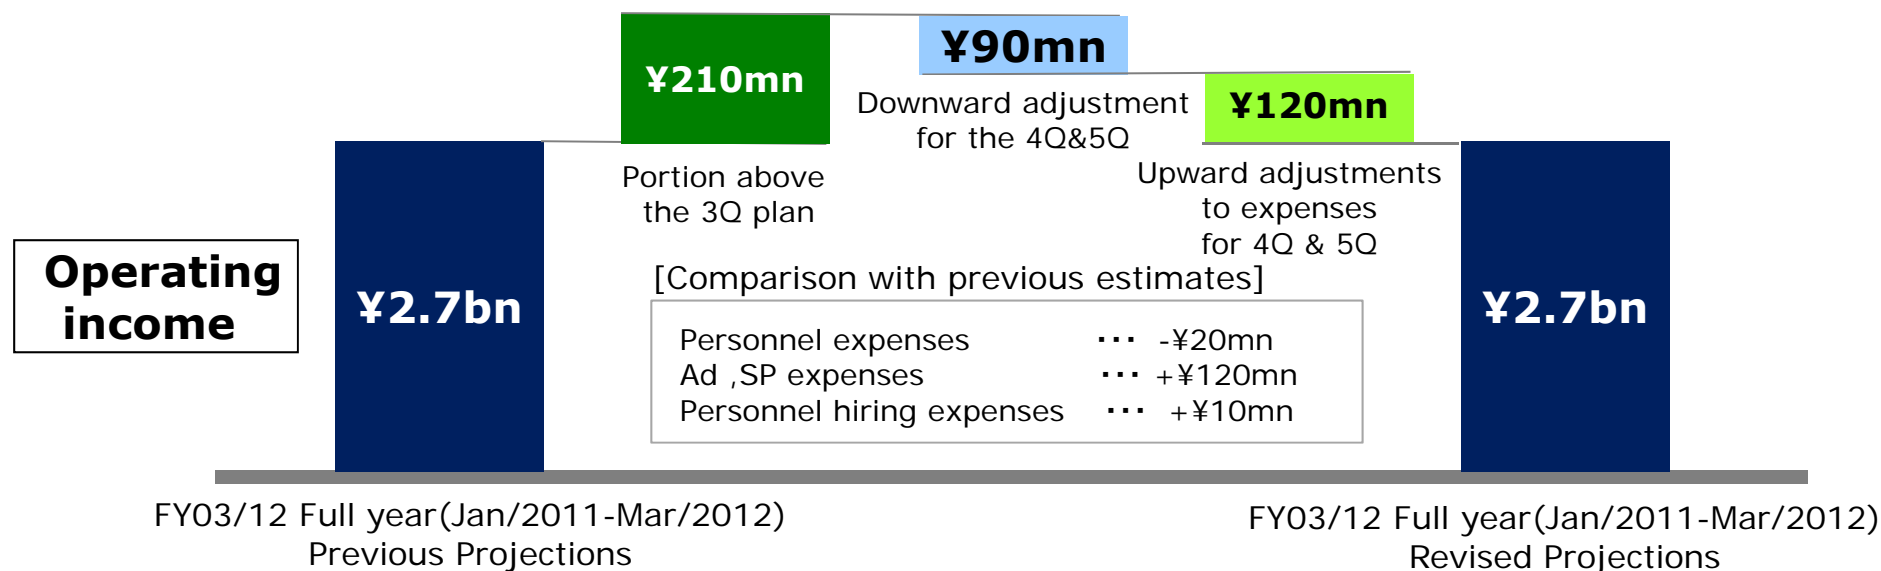 ¥210mn
¥90mn
¥120mn
Downward adjustment
for the 4Q&5Q
Portion above
the 3Q plan
Upward adjustments
to expenses
for 4Q & 5Q
Operating
income
¥2.7bn
¥2.7bn
[Comparison with previous estimates]
Personnel expenses ··· -¥20mn
Ad ,SP expenses ··· +¥120mn
Personnel hiring expenses ··· +¥10mn
FY03/12 Full year(Jan/2011-Mar/2012)
Previous Projections
FY03/12 Full year(Jan/2011-Mar/2012)
Revised Projections